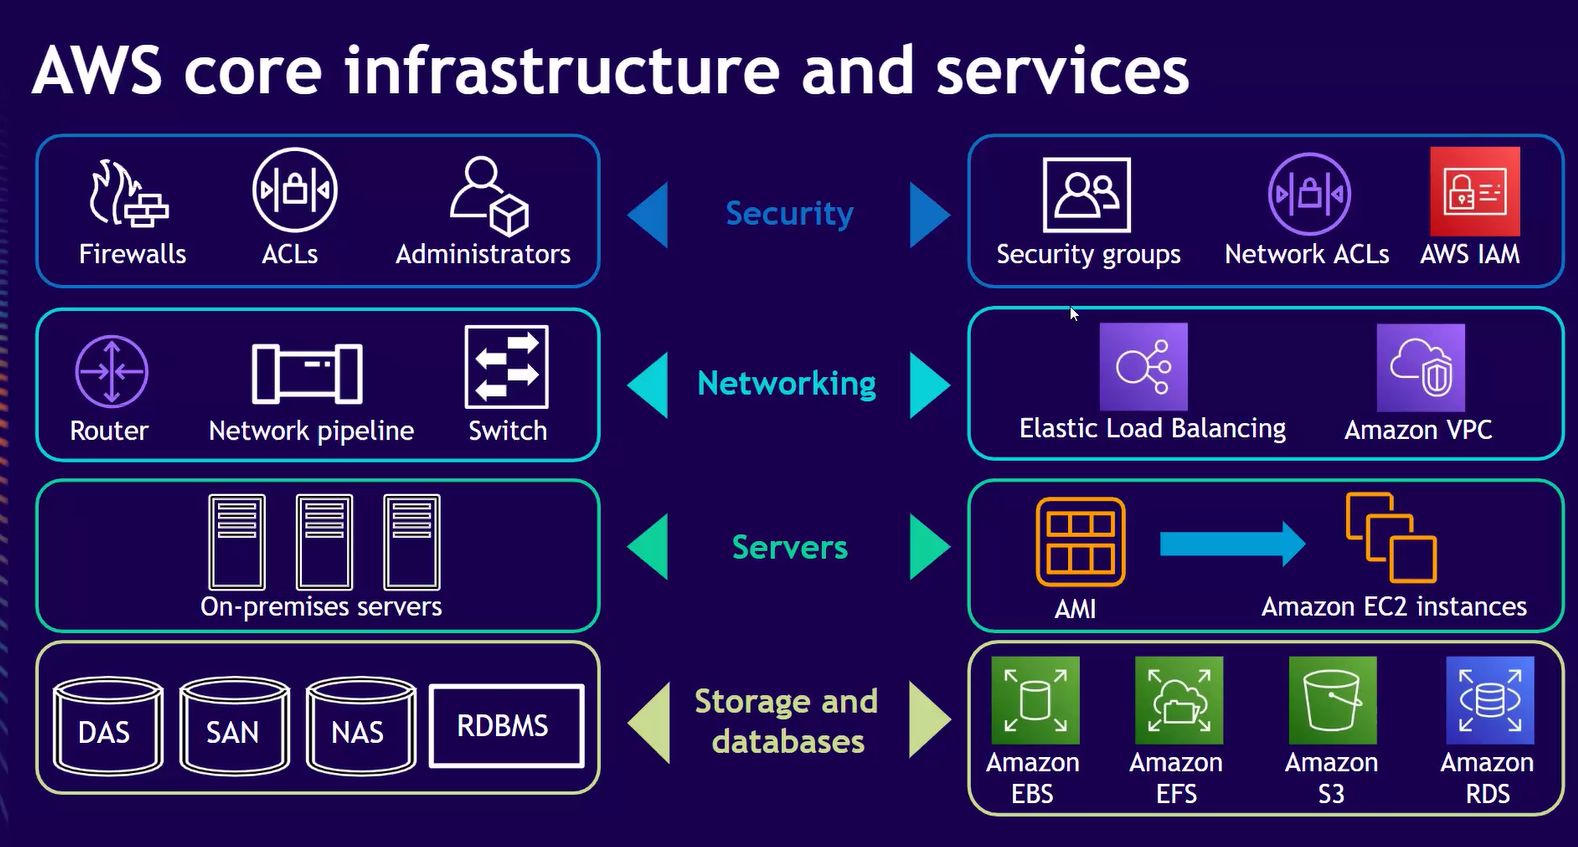 AWS core infrastructure and services
Firewalls
ACLs
Administrators
Security
Security groups
Network ACLs
AWS IAM
Router
Network pipeline
Switch
Networking
Elastic Load Balancing
Amazon VPC
On-premises servers
Servers
AMI
Amazon EC2 instances
DAS
SAN
NAS
RDBMS
Storage and
databases
Amazon
EBS
Amazon
EFS
Amazon
S3
Amazon
RDS